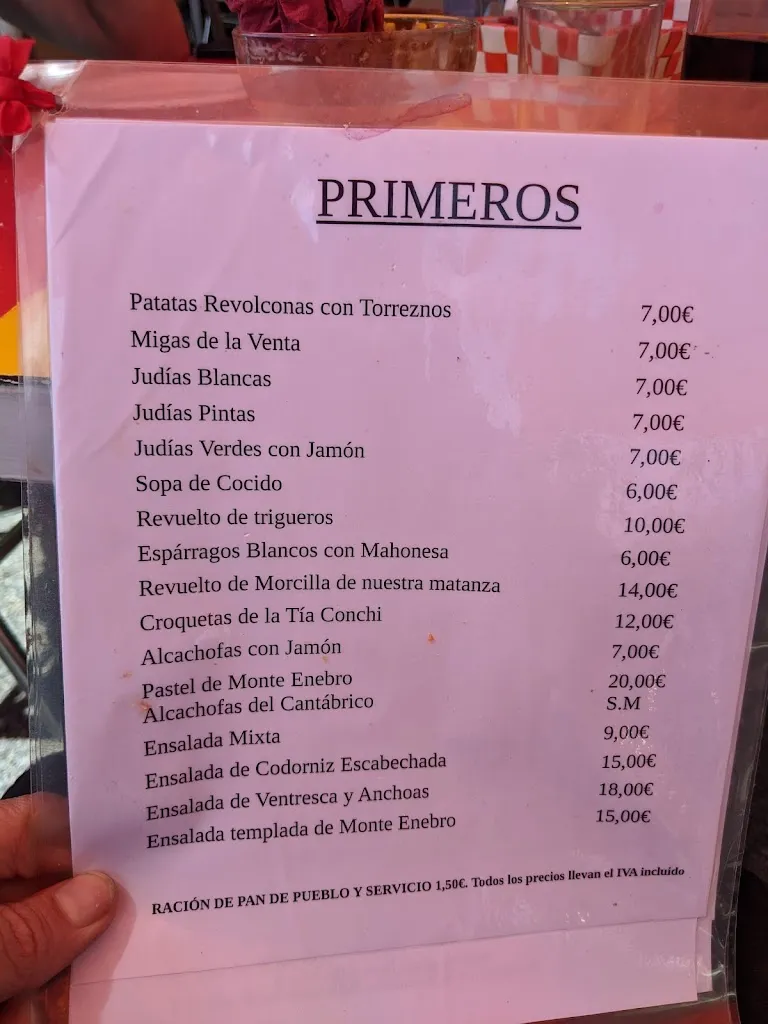 PRIMEROS
Patatas Revolconas con Torreznos 7,00€
Migas de la Venta 7,00€
Judías Blancas 7,00€
Judías Pintas 7,00€
Judías Verdes con Jamón 7,00€
Sopa de Cocido 6,00€
Revuelto de trigueros 10,00€
Espárragos Blancos con Mahonesa 6,00€
Revuelto de Morcilla de nuestra matanza 14,00€
Croquetas de la Tía Conchi 12,00€
Alcachofas con Jamón 7,00€
Pastel de Monte Enebro 20,00€
Alcachofas del Cantábrico S.M
Ensalada Mixta 9,00€
Ensalada de Codorniz Escabechada 15,00€
Ensalada de Ventresca y Anchoas 18,00€
Ensalada templada de Monte Enebro 15,00€
RACIÓN DE PAN DE PUEBLO Y SERVICIO 1,50€. Todos los precios llevan el IVA incluído